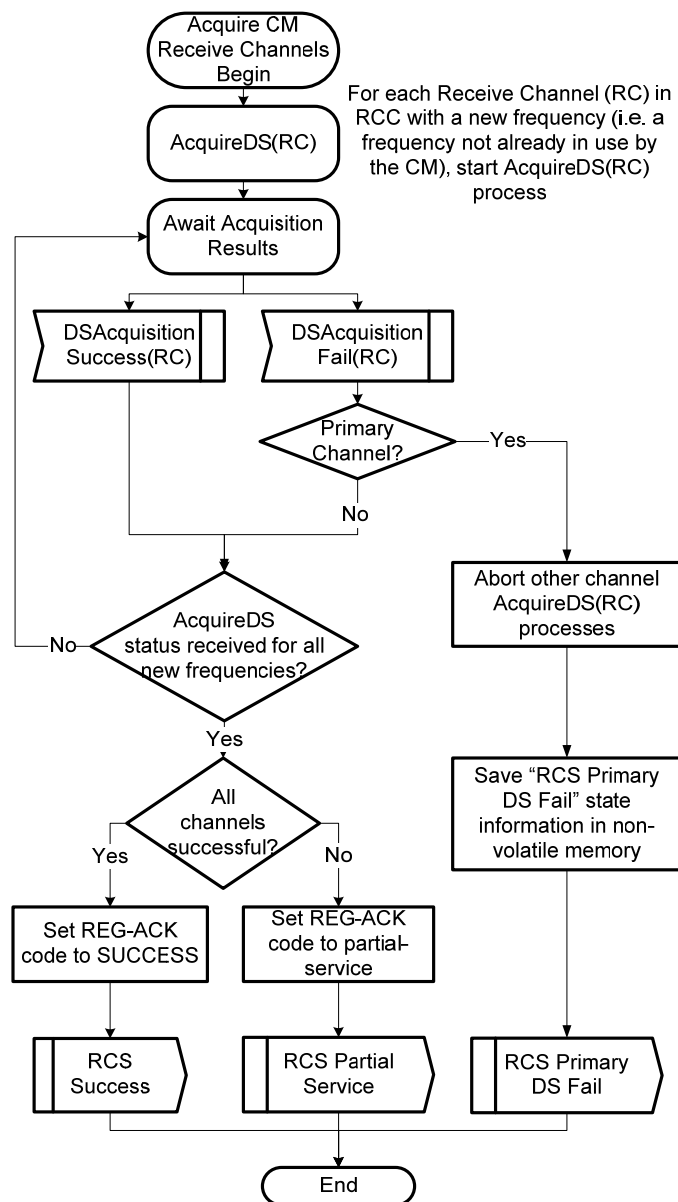 Acquire CM
Receive Channels
Begin
For each Receive Channel (RC) in
RCC with a new frequency (i.e. a
frequency not already in use by
the CM), start AcquireDS(RC)
process
AcquireDS(RC)
Await Acquisition
Results
DSAcquisition
Success(RC)
DSAcquisition
Fail(RC)
Primary
Channel?
Yes
No
Abort other channel
AcquireDS(RC)
processes
AcquireDS
status received for all
new frequencies?
No
Yes
Save “RCS Primary
DS Fail” state
information in non-
volatile memory
All
channels
successful?
Yes
No
Set REG-ACK
code to SUCCESS
Set REG-ACK
code to partial-
service
RCS
Success
RCS Partial
Service
RCS Primary
DS Fail
End